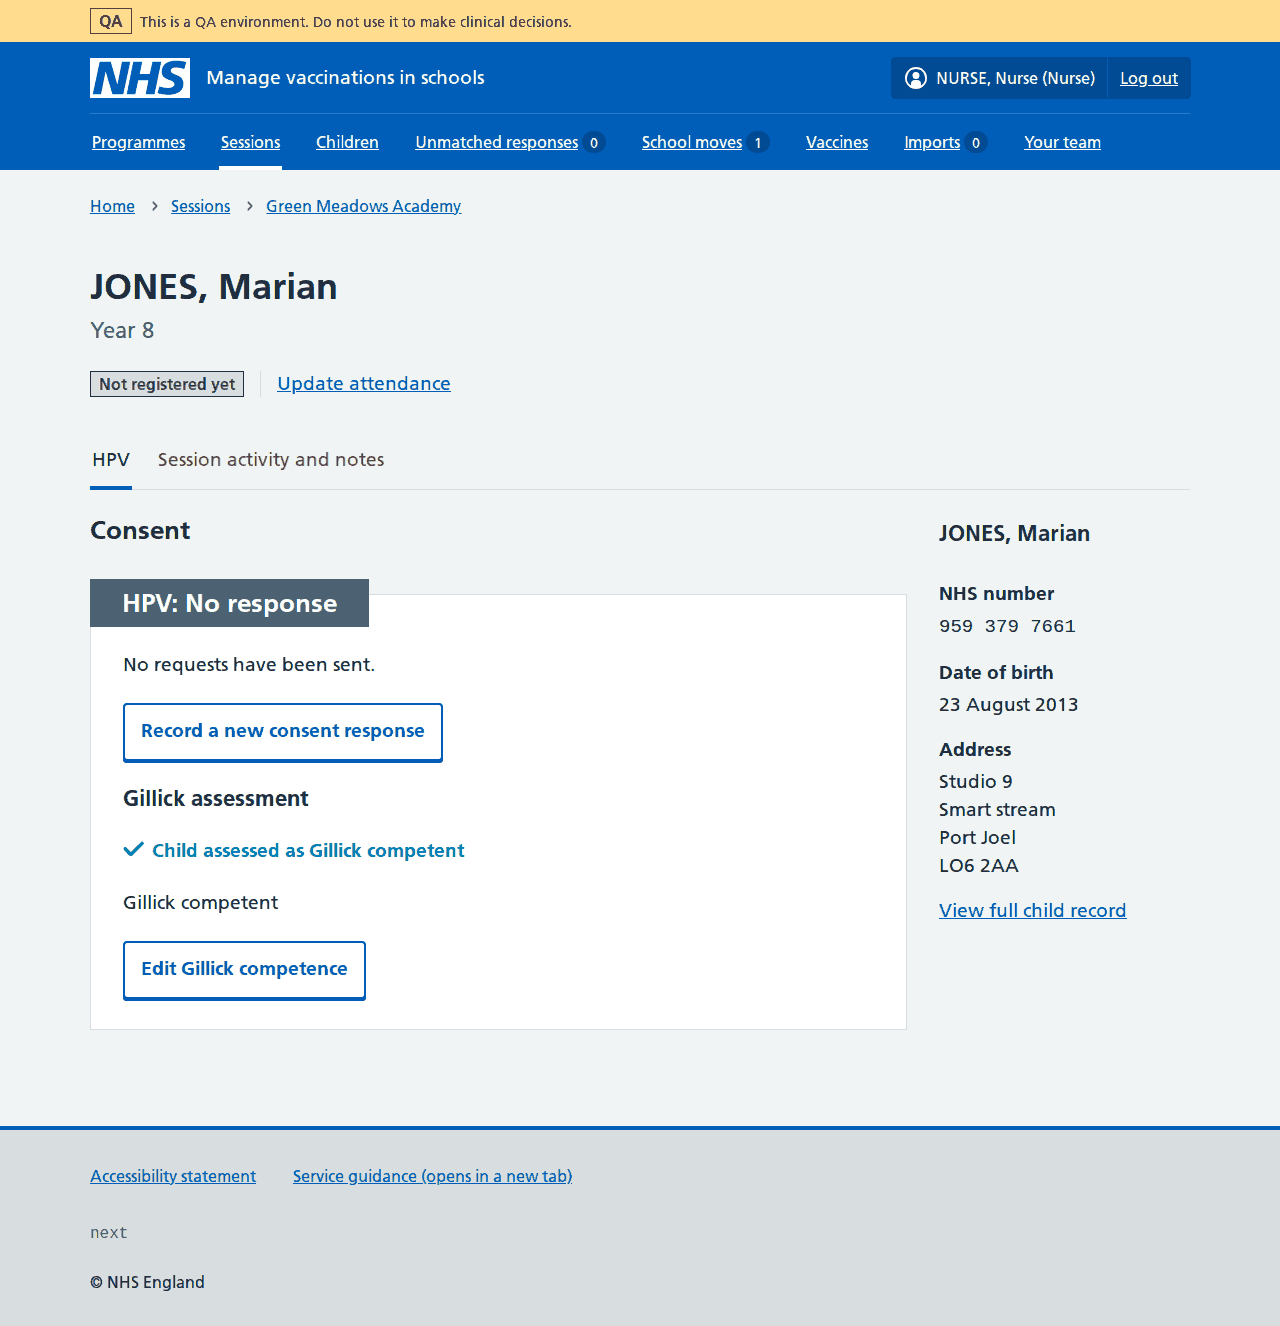 QA This is a QA environment. Do not use it to make clinical decisions.
NHS Manage vaccinations in schools NURSE, Nurse (Nurse) Log out
Programmes Sessions Children Unmatched responses 0 School moves 1 Vaccines Imports 0 Your team
Home Sessions Green Meadows Academy
JONES, Marian
Year 8
Not registered yet Update attendance
HPV Session activity and notes
Consent
HPV: No response
No requests have been sent.
Record a new consent response
Gillick assessment
Child assessed as Gillick competent
Gillick competent
Edit Gillick competence
JONES, Marian
NHS number
959 379 7661
Date of birth
23 August 2013
Address
Studio 9
Smart stream
Port Joel
LO6 2AA
View full child record
Accessibility statement Service guidance (opens in a new tab)
next
© NHS England